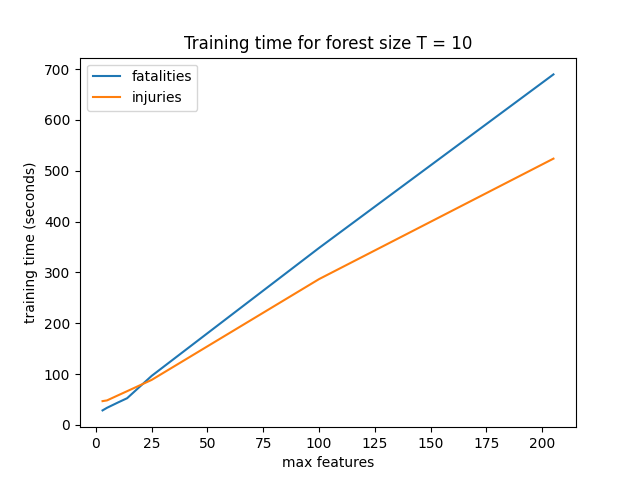 Training time for forest size T = 10
fatalities
injuries
700
600
500
400
300
200
100
0
training time (seconds)
0 25 50 75 100 125 150 175 200
max features